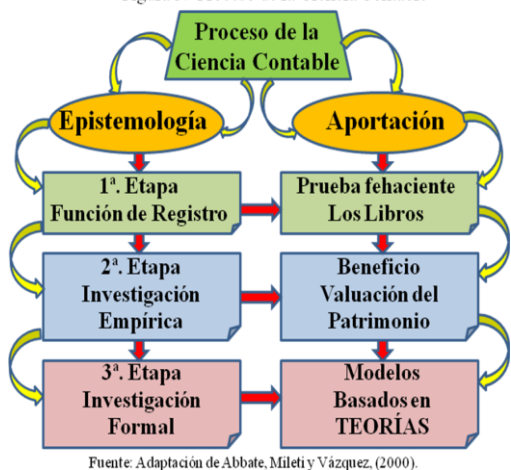 Proceso de la
Ciencia Contable
Epistemología
Aportación
1ª. Etapa
Función de Registro
Prueba fehaciente
Los Libros
2ª. Etapa
Investigación
Empírica
Beneficio
Valuación del
Patrimonio
3ª. Etapa
Investigación
Formal
Modelos
Basados en
TEORÍAS
Fuente: Adaptación de Abbate, Mileti y Vázquez, (2000).